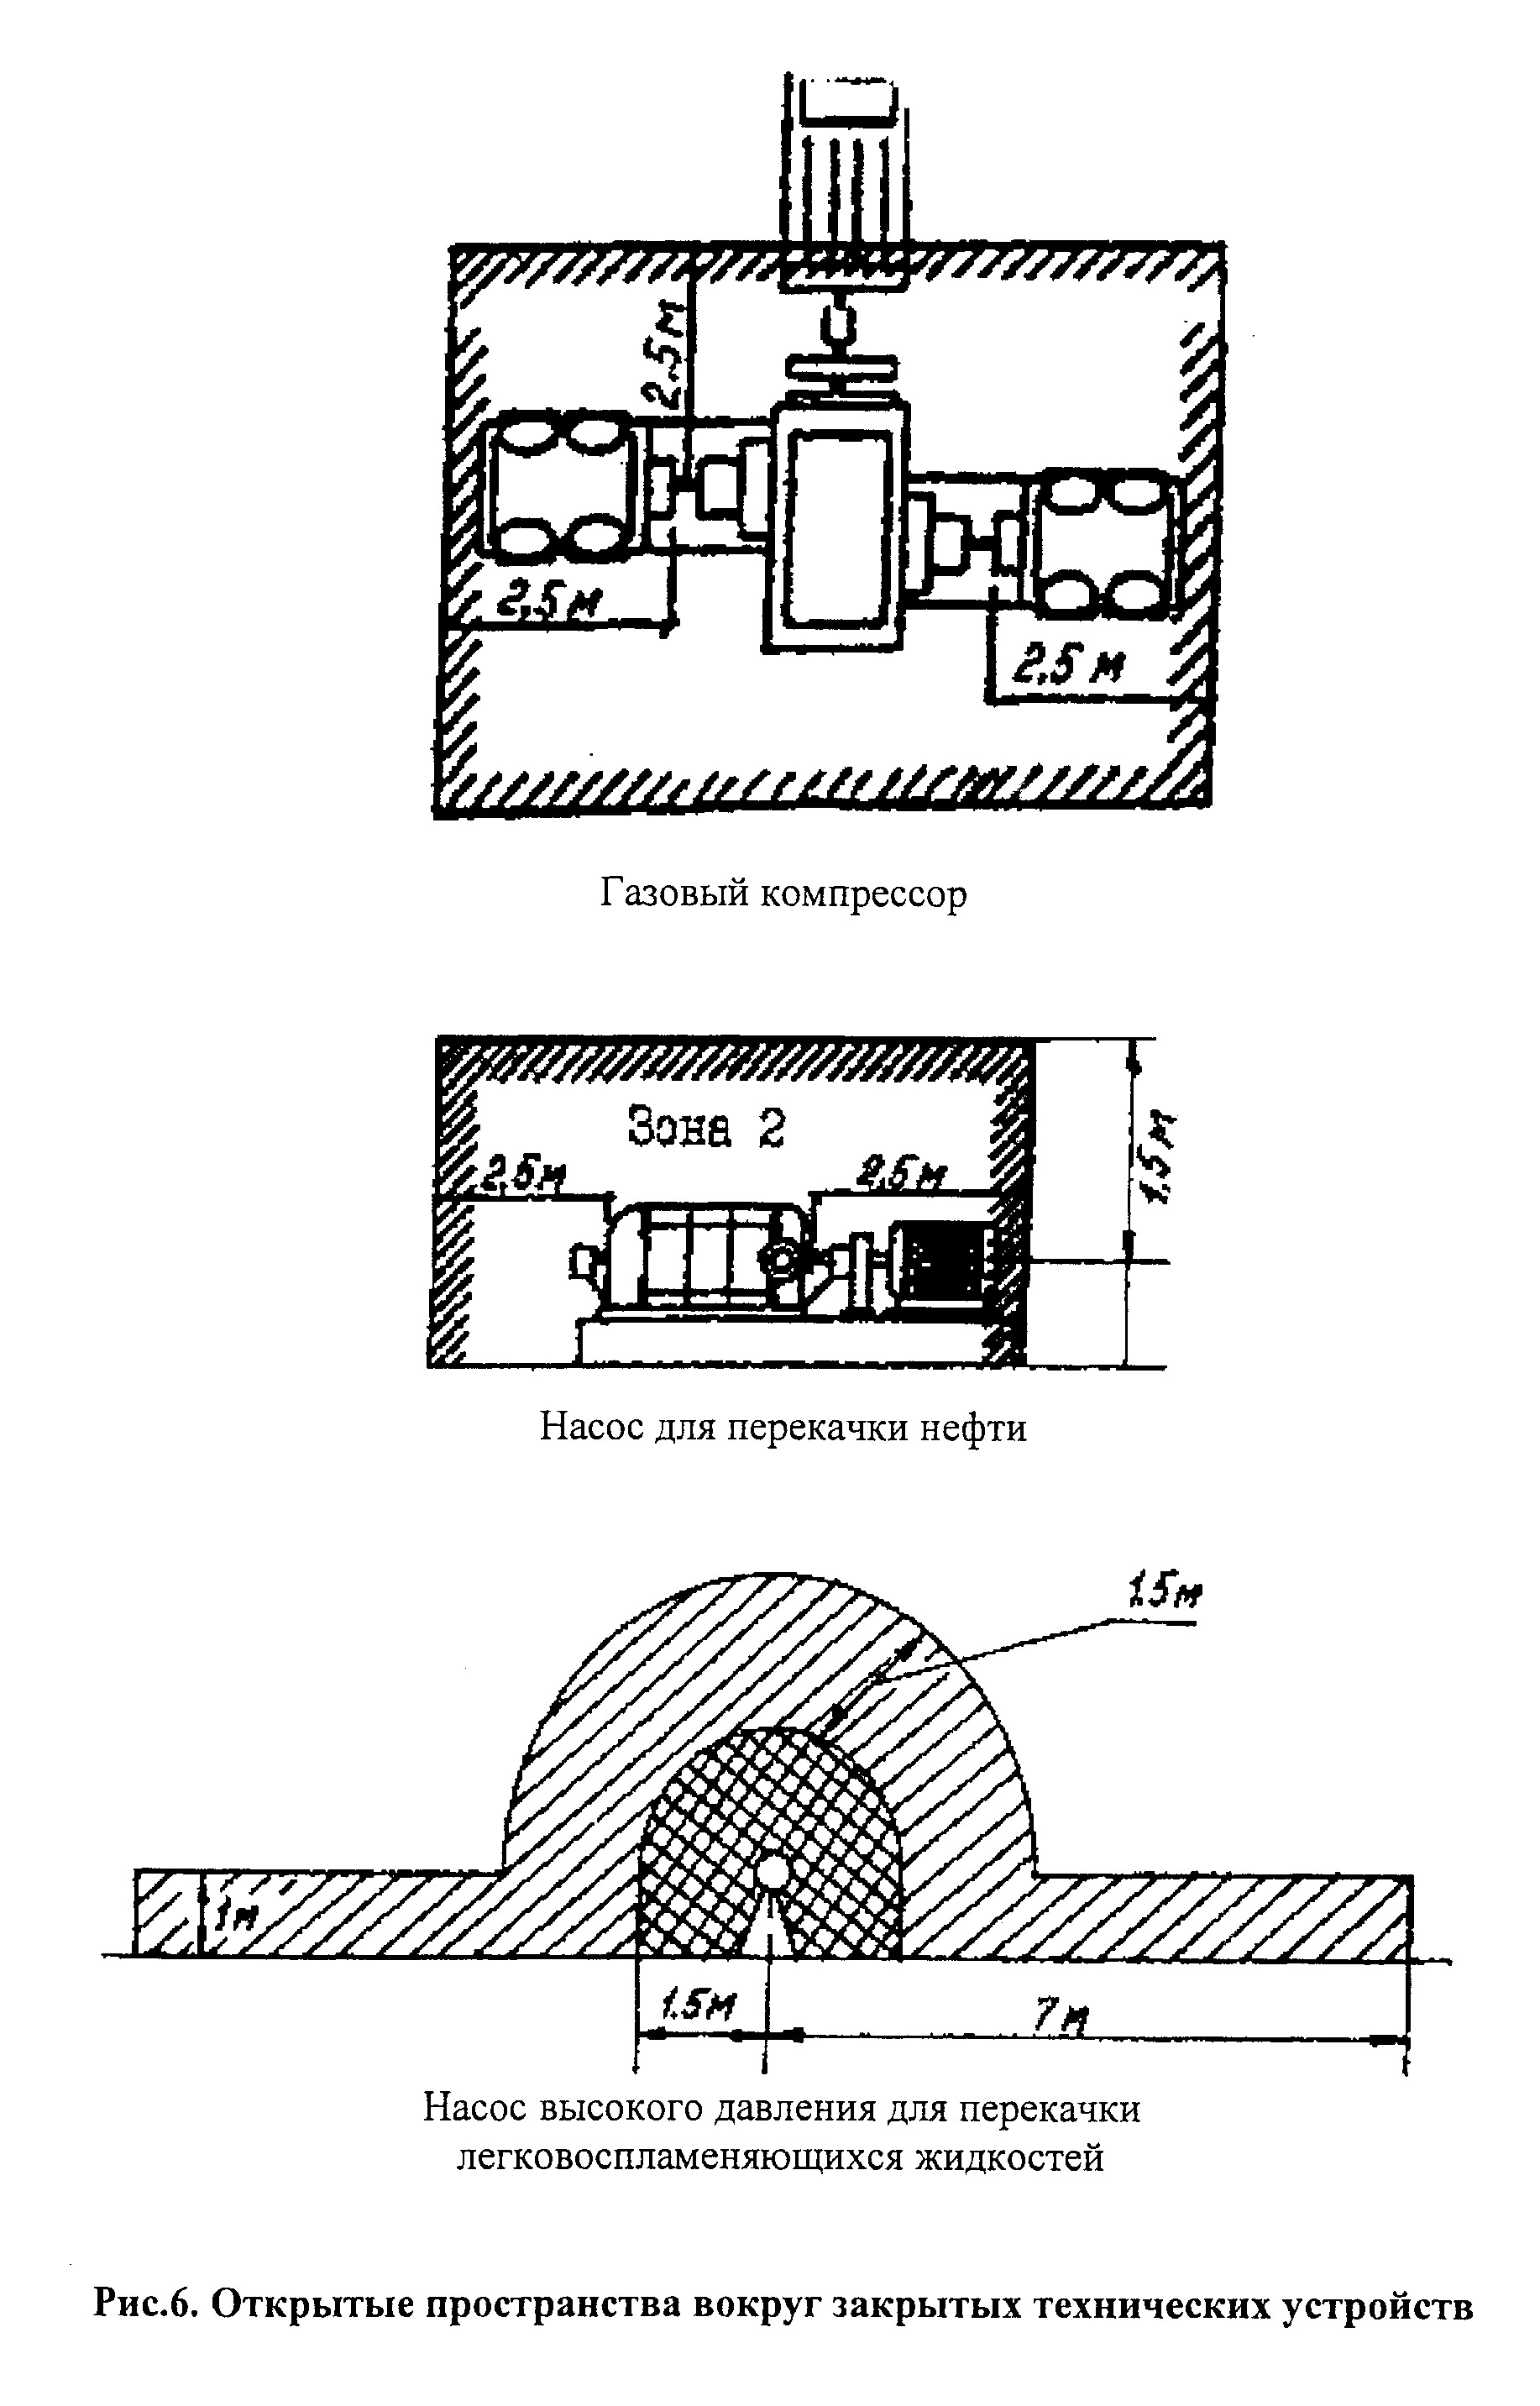 2.5м
2,5м
2.5м
Газовый компрессор
Зона 2
2,5м
2,5м
1.5м
Насос для перекачки нефти
1.5м
1м
1.5м
7м
Насос высокого давления для перекачки
легковоспламеняющихся жидкостей
Рис.6. Открытые пространства вокруг закрытых технических устройств